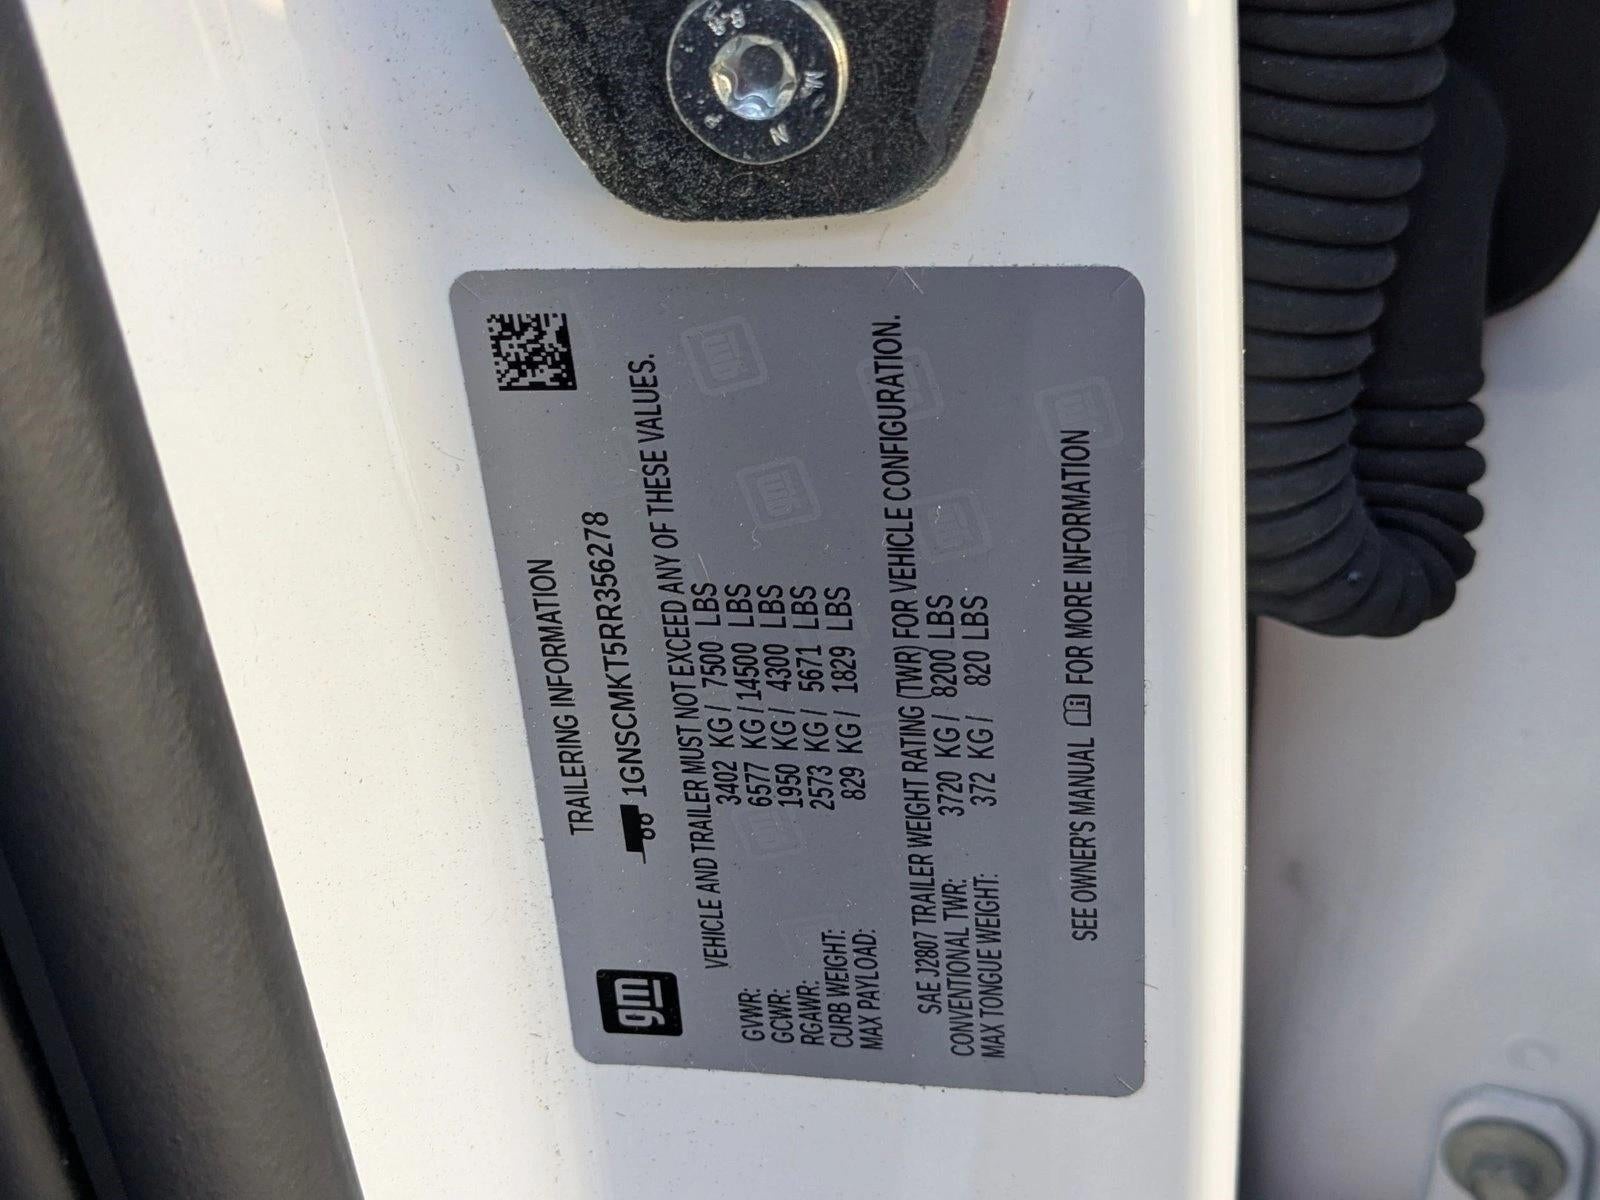 TRAILERING INFORMATION
gm
1GNSCMKT5RR356278
VEHICLE AND TRAILER MUST NOT EXCEED ANY OF THESE VALUES.
GVWR: 3402 KG / 7500 LBS
GCWR: 6577 KG / 14500 LBS
RGAWR: 1950 KG / 4300 LBS
CURB WEIGHT: 2573 KG / 5671 LBS
MAX PAYLOAD: 829 KG / 1829 LBS
SAE J2807 TRAILER WEIGHT RATING (TWR) FOR VEHICLE CONFIGURATION.
CONVENTIONAL TWR: 3720 KG / 8200 LBS
MAX TONGUE WEIGHT: 372 KG / 820 LBS
SEE OWNER'S MANUAL FOR MORE INFORMATION